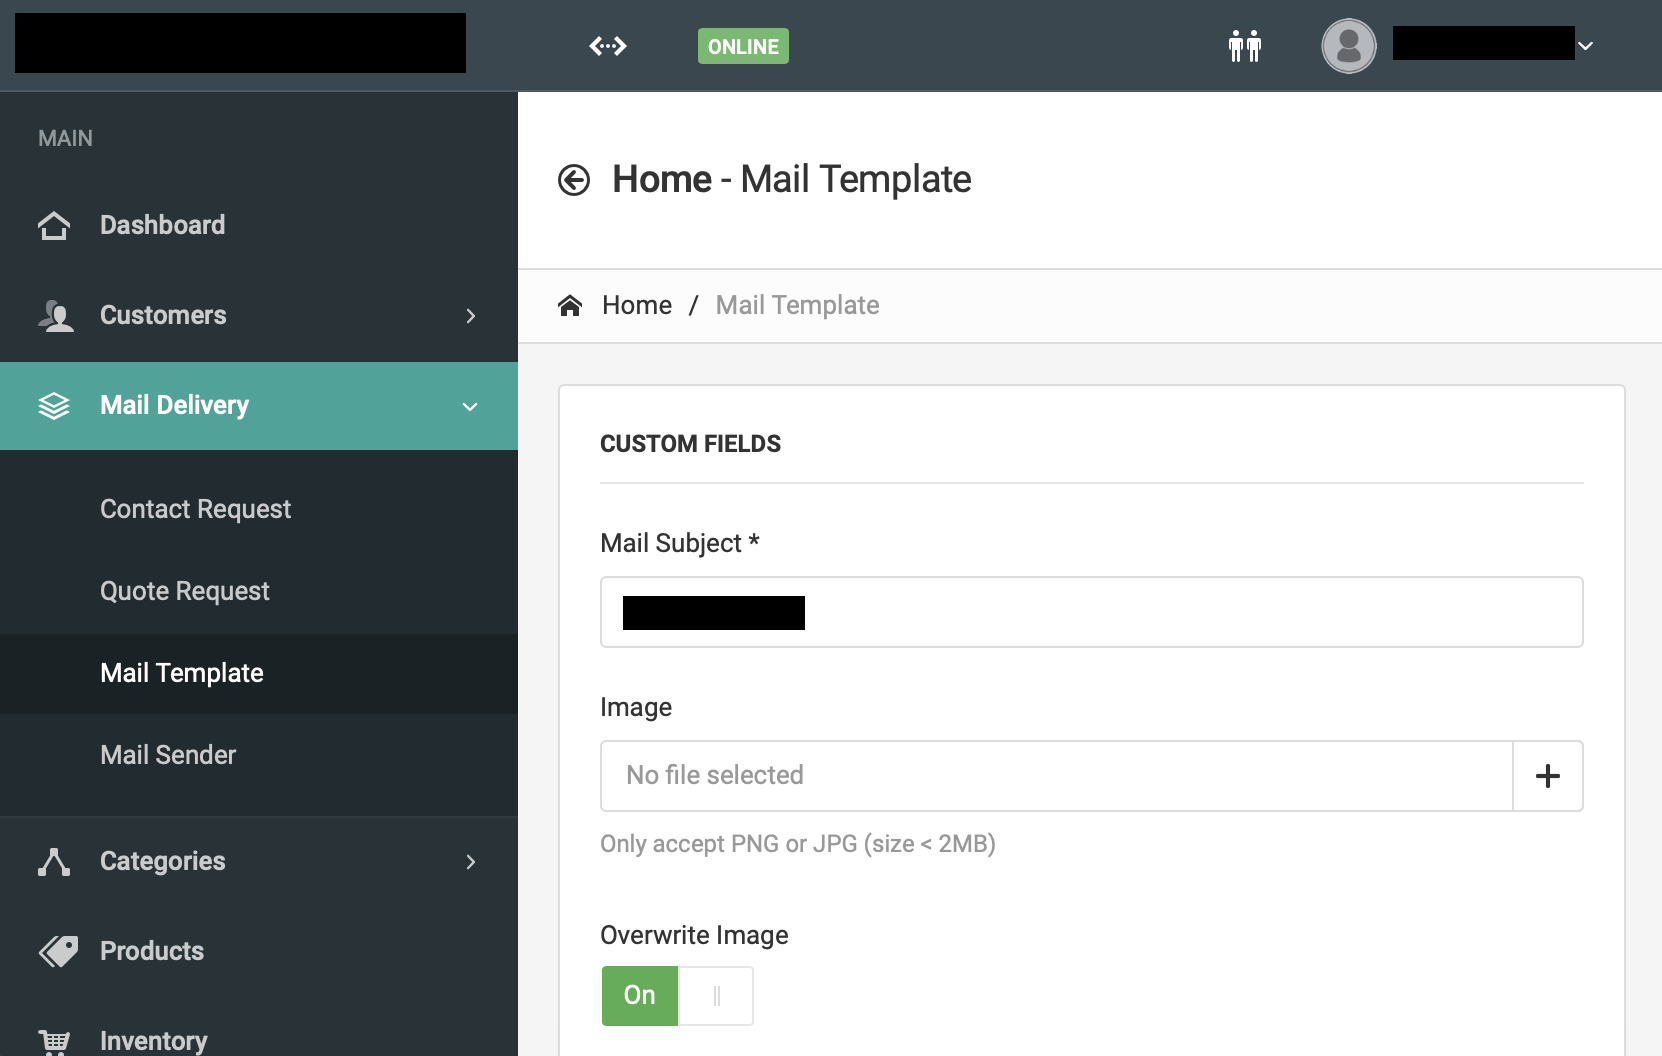 ONLINE
MAIN
Dashboard
Customers
Mail Delivery
Contact Request
Quote Request
Mail Template
Mail Sender
Categories
Products
Inventory
Home - Mail Template
Home / Mail Template
CUSTOM FIELDS
Mail Subject *
Image
No file selected
Only accept PNG or JPG (size < 2MB)
Overwrite Image
On